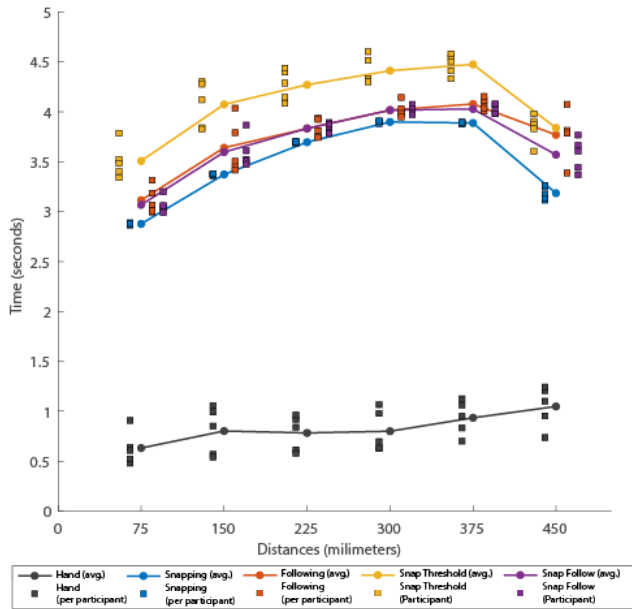 5
4.5
4
3.5
3
2.5
2
1.5
1
0.5
0
Time (seconds)
0 75 150 225 300 375 450
Distances (milimeters)
Hand (avg.) Snapping (avg.) Following (avg.) Snap Threshold (avg.) Snap Follow (avg.)
Hand Snapping Following Snap Threshold Snap Follow
(per participant) (per participant) (per participant) (Participant) (Participant)